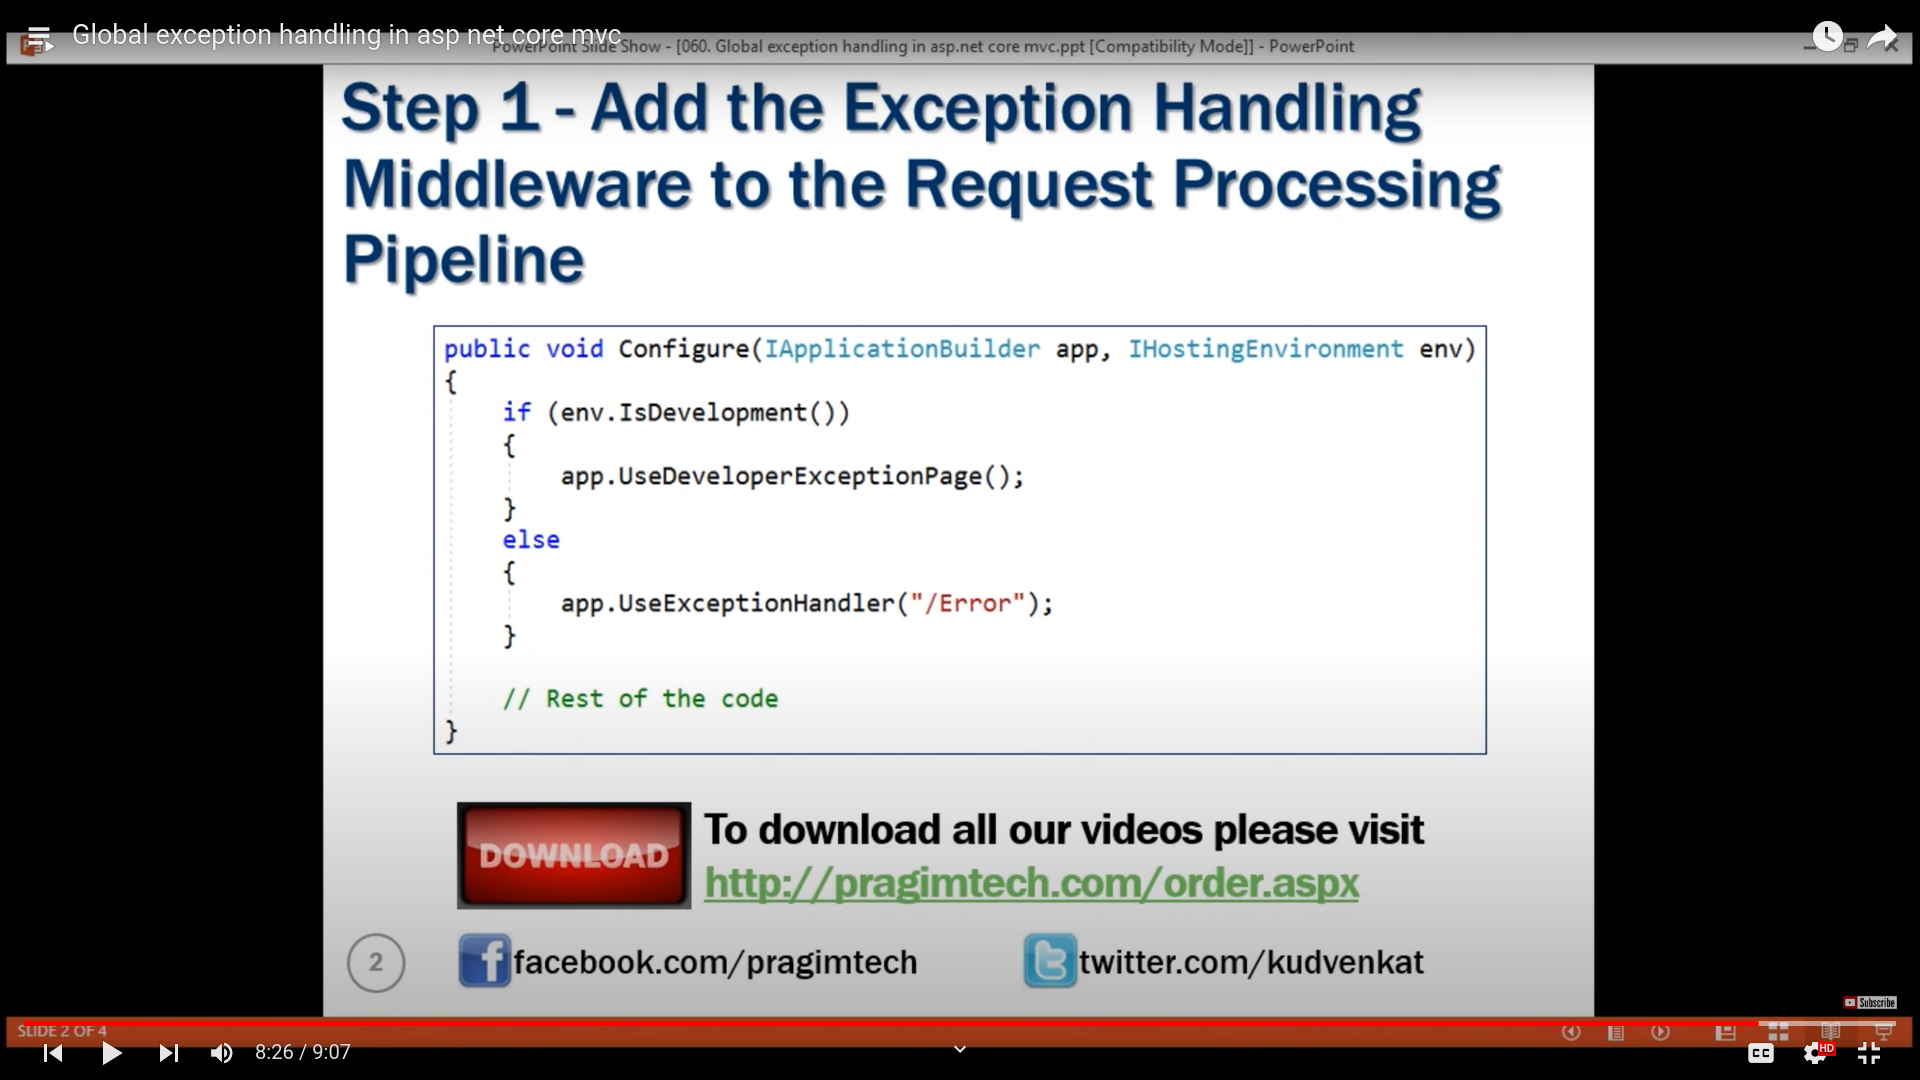 Global exception handling in asp net core mvc
PowerPoint Slide Show - [060. Global exception handling in asp.net core mvc.ppt [Compatibility Mode]] - PowerPoint
Step 1 - Add the Exception Handling
Middleware to the Request Processing
Pipeline
public void Configure(IApplicationBuilder app, IHostingEnvironment env)
{
if (env.IsDevelopment())
{
app.UseDeveloperExceptionPage();
}
else
{
app.UseExceptionHandler("/Error");
}
// Rest of the code
}
DOWNLOAD
To download all our videos please visit
http://pragimtech.com/order.aspx
2
facebook.com/pragimtech
twitter.com/kudvenkat
Subscribe
SLIDE 2 OF 4
8:26 / 9:07
CC
HD